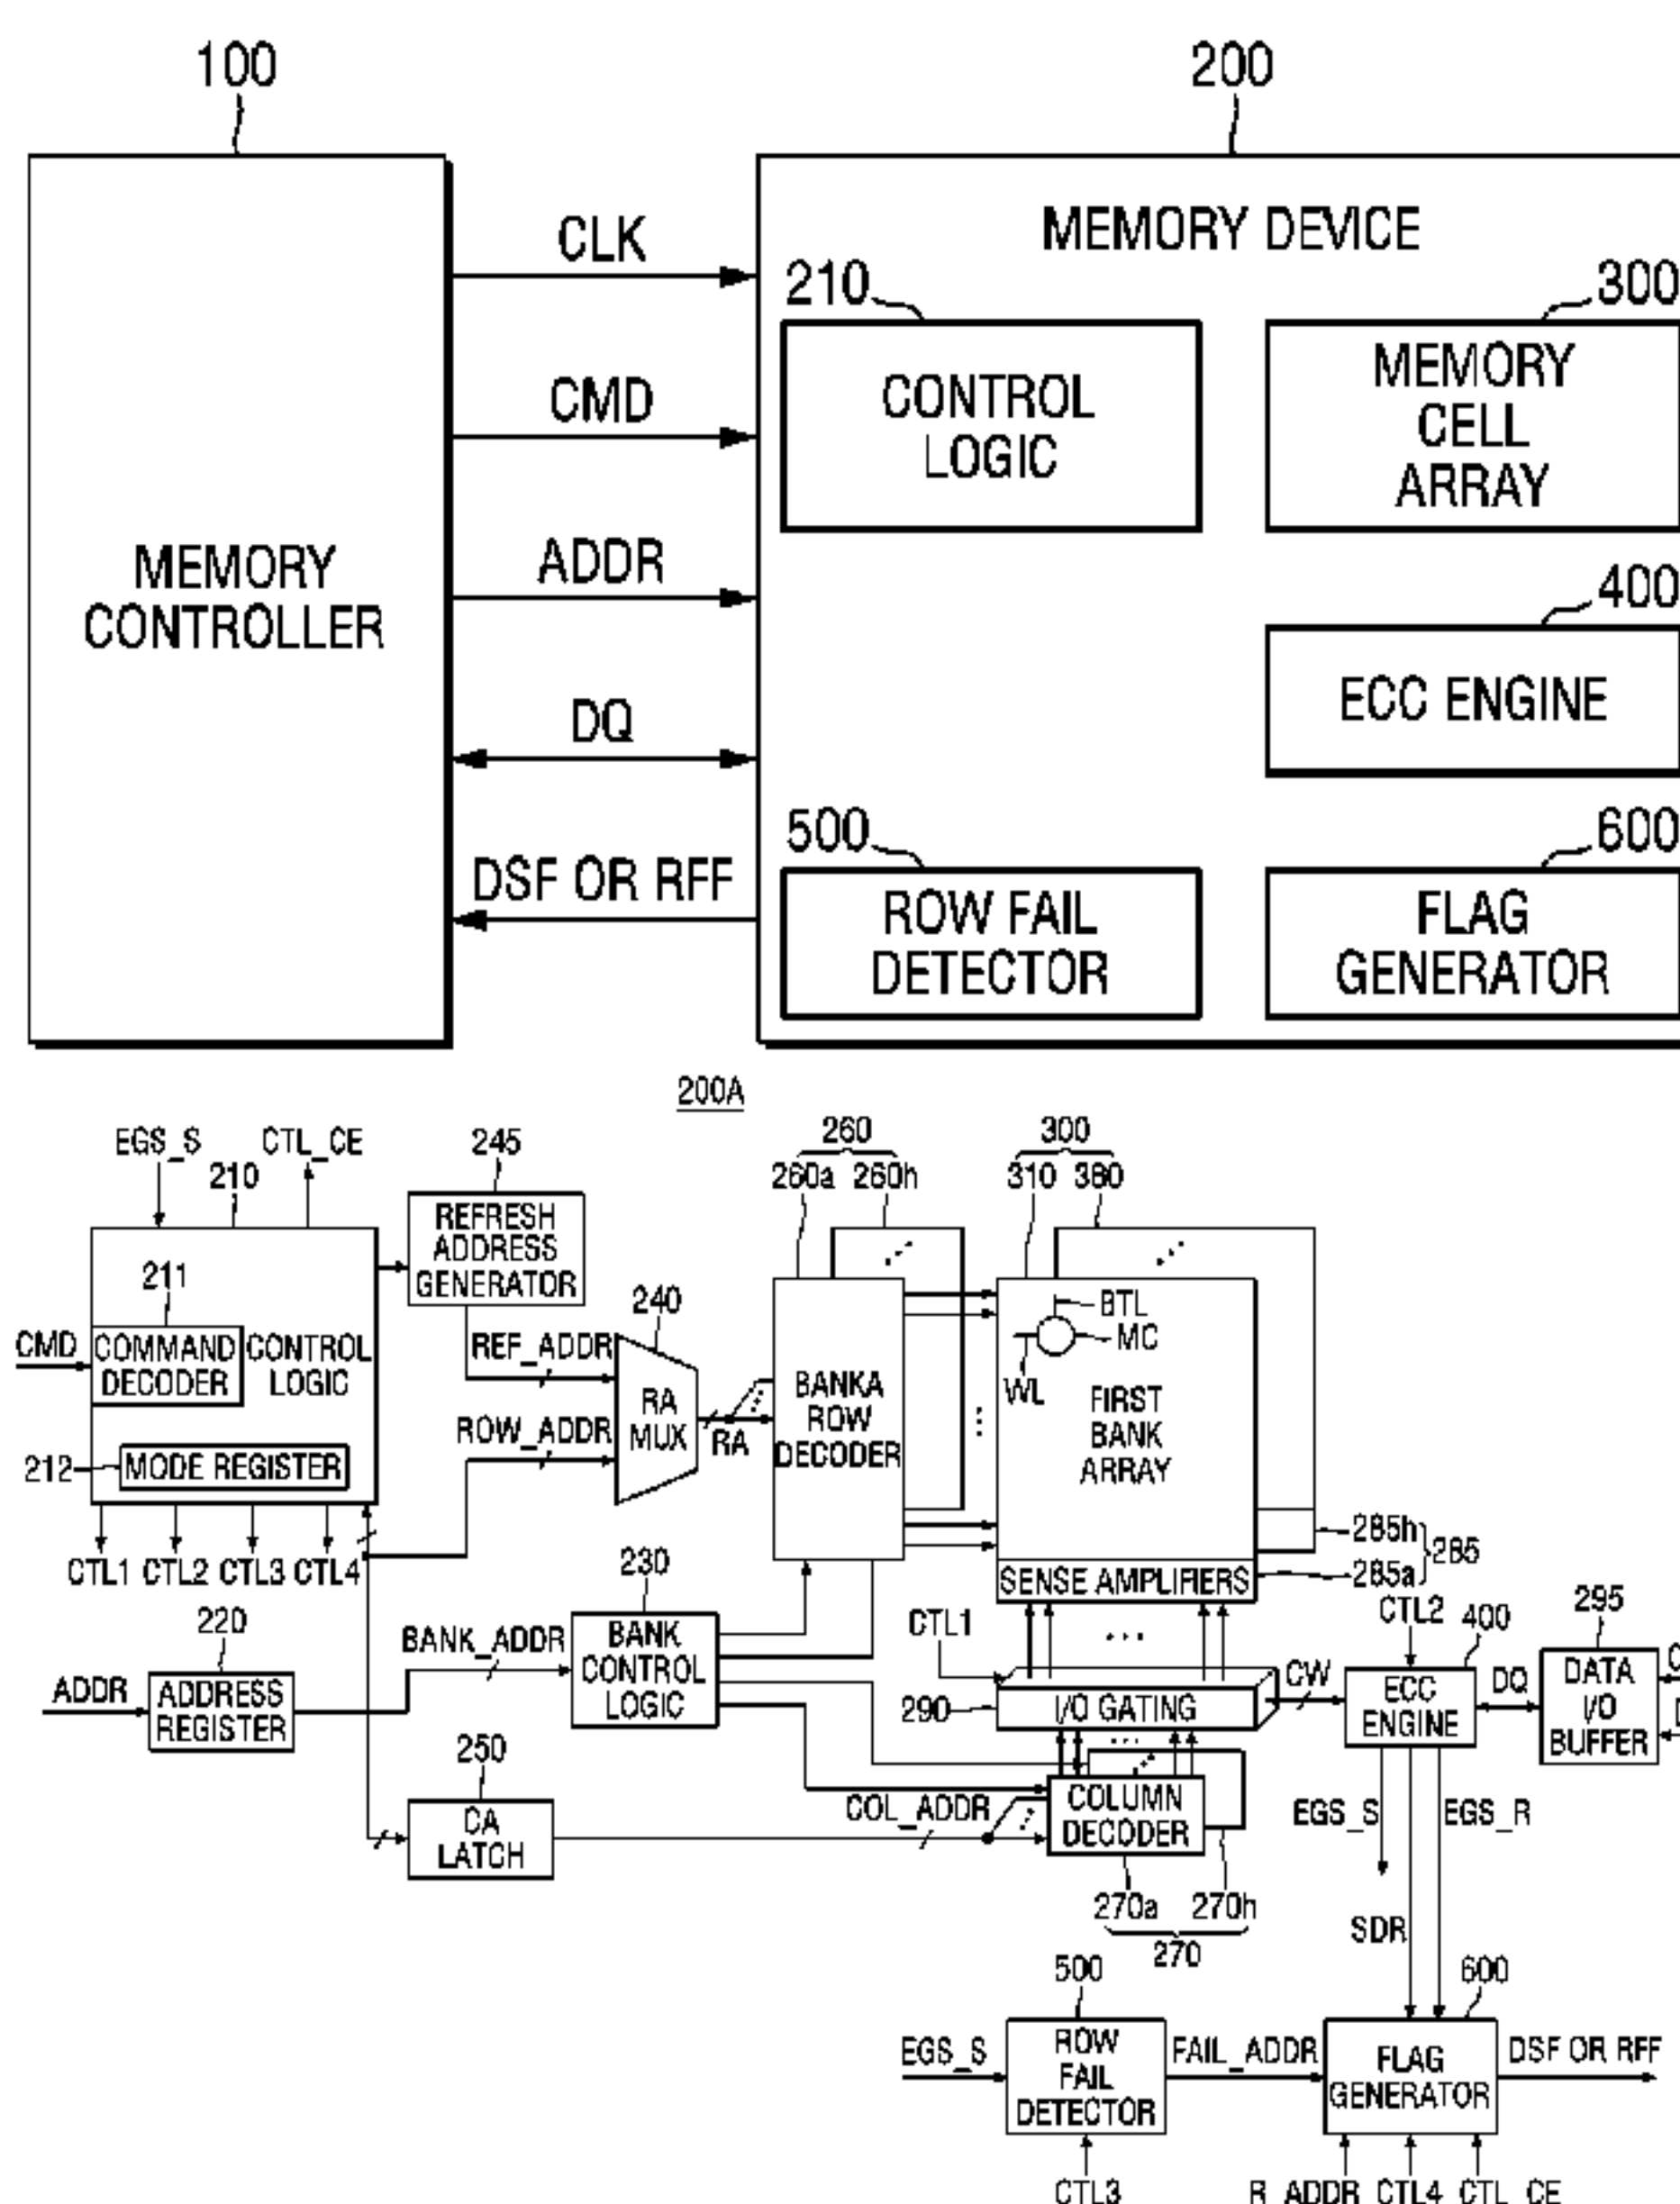 100
200
MEMORY
CONTROLLER
CLK
CMD
ADDR
DQ
DSF OR RFF
MEMORY DEVICE
210
CONTROL
LOGIC
300
MEMORY
CELL
ARRAY
400
ECC ENGINE
500
ROW FAIL
DETECTOR
600
FLAG
GENERATOR
200A
EGS_S
CTL_CE
210
245
REFRESH
ADDRESS
GENERATOR
211
CMD
COMMAND
DECODER
CONTROL
LOGIC
212
MODE REGISTER
CTL1
CTL2
CTL3
CTL4
REF_ADDR
ROW_ADDR
240
RA
MUX
RA
260
260a
260h
BANKA
ROW
DECODER
300
310
380
BTL
MC
WL
FIRST
BANK
ARRAY
SENSE AMPLIFIERS
285h
285a
285
220
ADDR
ADDRESS
REGISTER
BANK_ADDR
230
BANK
CONTROL
LOGIC
250
CA
LATCH
COL_ADDR
CTL1
290
I/O GATING
CW
COLUMN
DECODER
270a
270h
270
CTL2
400
ECC
ENGINE
DQ
295
DATA
I/O
BUFFER
EGS_S
EGS_R
SDR
500
EGS_S
ROW
FAIL
DETECTOR
CTL3
FAIL_ADDR
600
FLAG
GENERATOR
DSF OR RFF
R_ADDR
CTL4
CTL_CE